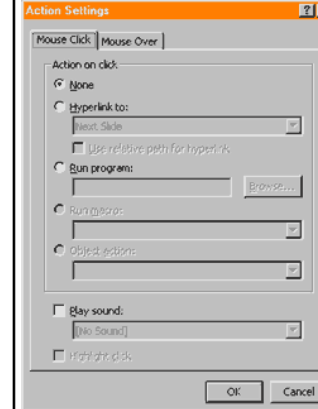 Action Settings
Mouse Click Mouse Over
Action on click
None
Hyperlink to:
Next Slide
Use relative path for hyperlink
Run program:
Browse...
Run macro:
Object action:
Play sound:
[No Sound]
Highlight click
OK Cancel